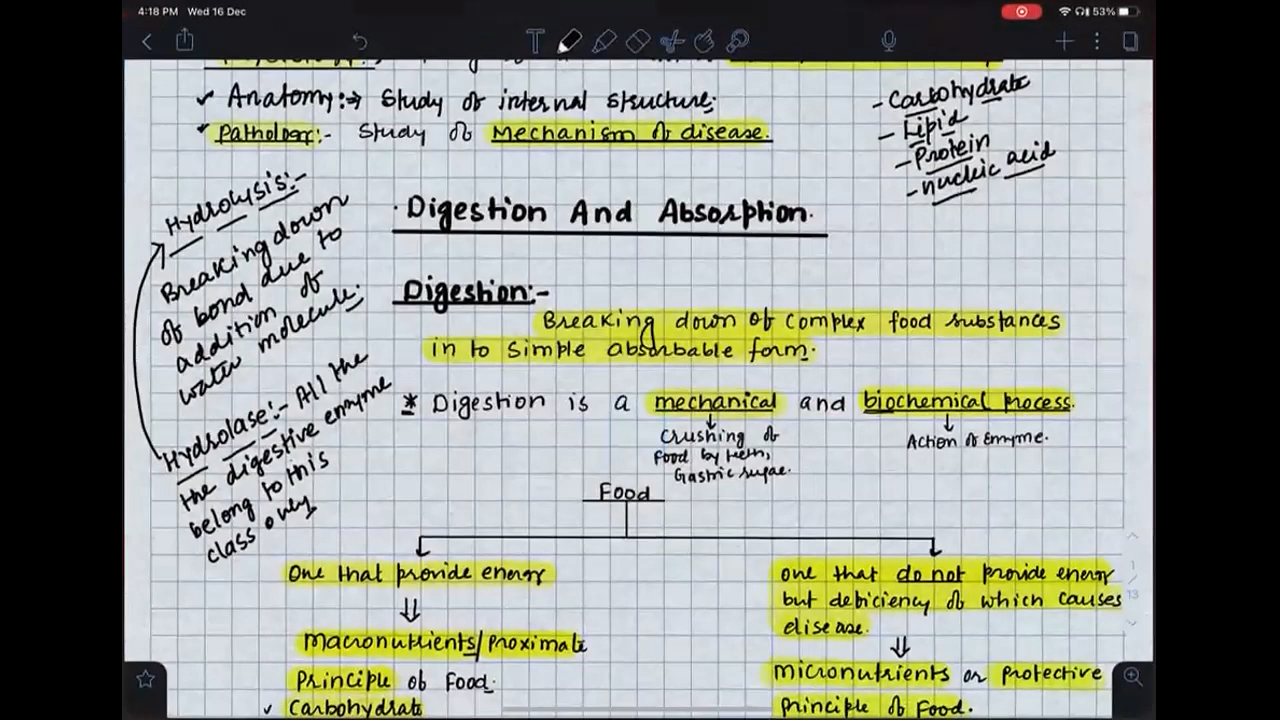 4:18 PM Wed 16 Dec
53%
✓ Anatomy:→ Study of internal structure.
Pathology:- Study of Mechanism of disease.
- Carbohydrate
- Lipid
- Protein
- nucleic acid
Hydrolysis:-
Breaking down
of bond due to
addition of
water molecule.
Hydrolase:- All the
the digestive enzyme
belong to this
class only
Digestion And Absorption.
Digestion:-
Breaking down of complex food substances
in to simple absorbable form.
* Digestion is a mechanical and biochemical process.
Crushing of
food by teeth,
Gastric
Action of Enzyme.
Food
One that provide energy
Macronutrients/Proximate
Principle of Food.
✓ Carbohydrate
one that do not provide energy
but deficiency of which causes
disease.
micronutrients or protective
principle of Food.
1
/
13